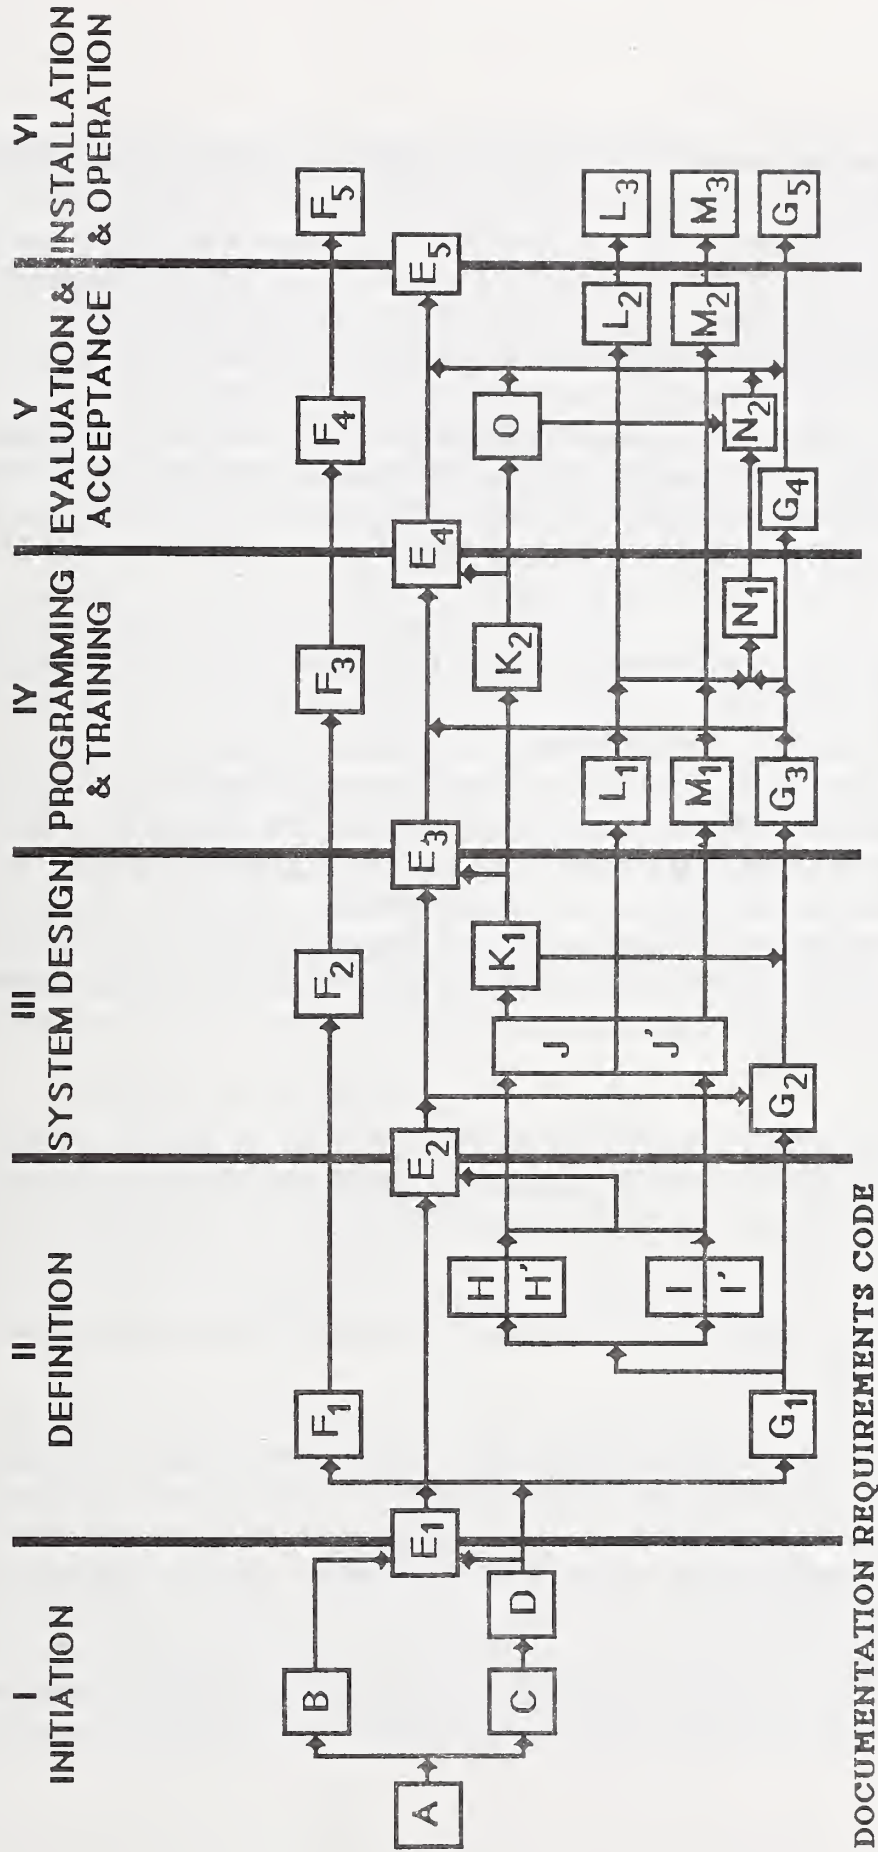 I
INITIATION
II
DEFINITION
III
SYSTEM DESIGN
IV
PROGRAMMING
& TRAINING
V
EVALUATION &
ACCEPTANCE
VI
INSTALLATION
& OPERATION
A
B
C
D
E1
F1
G1
H
H'
I
I'
E2
F2
G2
J
J'
K1
E3
F3
L1
M1
G3
K2
N1
E4
F4
G4
O
N2
L2
M2
E5
F5
L3
M3
G5
DOCUMENTATION REQUIREMENTS CODE